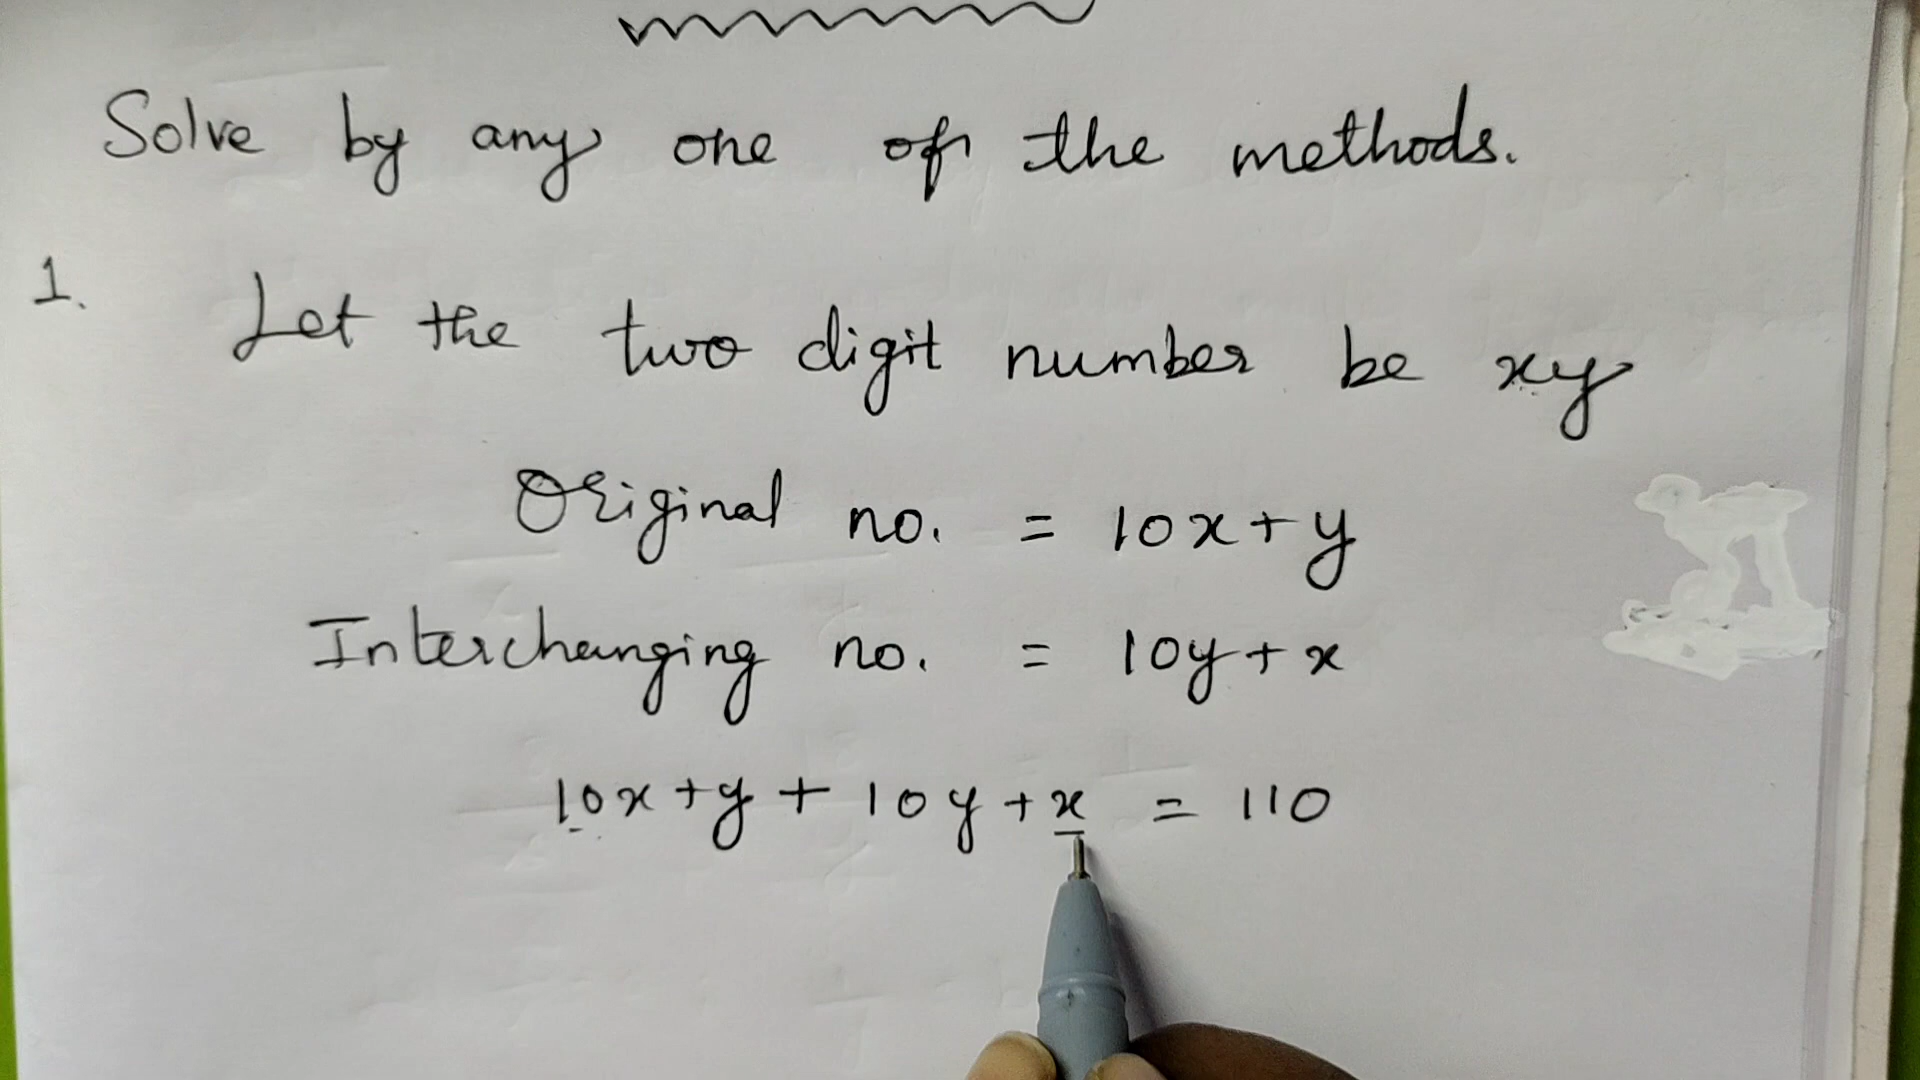 Solve by any one of the methods.
1. Let the two digit number be xy
Original no. = 10x+y
Interchanging no. = 10y+x
10x+y+10y+x = 110